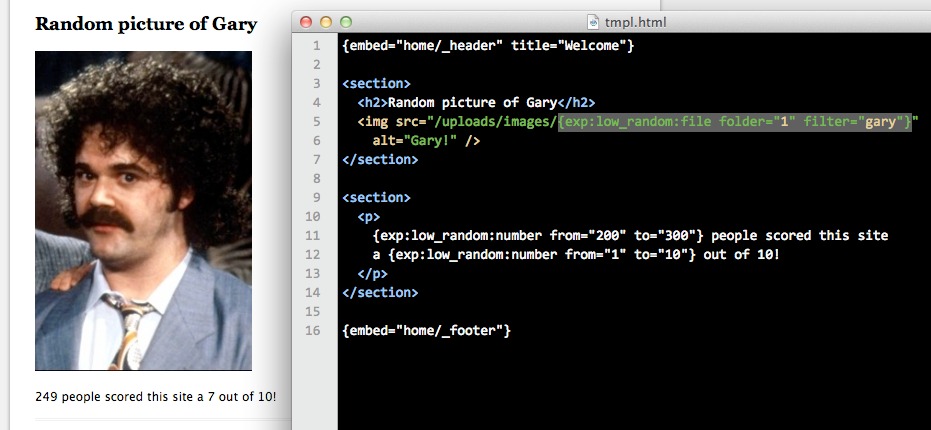 Random picture of Gary
249 people scored this site a 7 out of 10!
tmpl.html
1 {embed="home/_header" title="Welcome"}
2
3 <section>
4 <h2>Random picture of Gary</h2>
5 <img src="/uploads/images/{exp:low_random:file folder="1" filter="gary"}"
6 alt="Gary!" />
7 </section>
8
9 <section>
10 <p>
11 {exp:low_random:number from="200" to="300"} people scored this site
12 a {exp:low_random:number from="1" to="10"} out of 10!
13 </p>
14 </section>
15
16 {embed="home/_footer"}